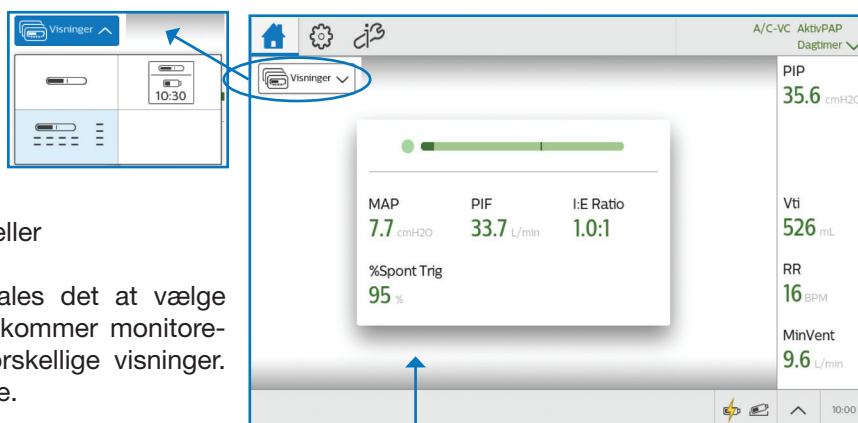 Visninger
10:30
eller
ales det at vælge
kommer monitore-
orskellige visninger.
e.
A/C-VC AktivPAP
Dagtimer
Visninger
MAP
7.7 cmH2O
PIF
33.7 L/min
I:E Ratio
1.0:1
%Spont Trig
95 %
PIP
35.6 cmH2O
Vti
526 mL
RR
16 BPM
MinVent
9.6 L/min
10:00